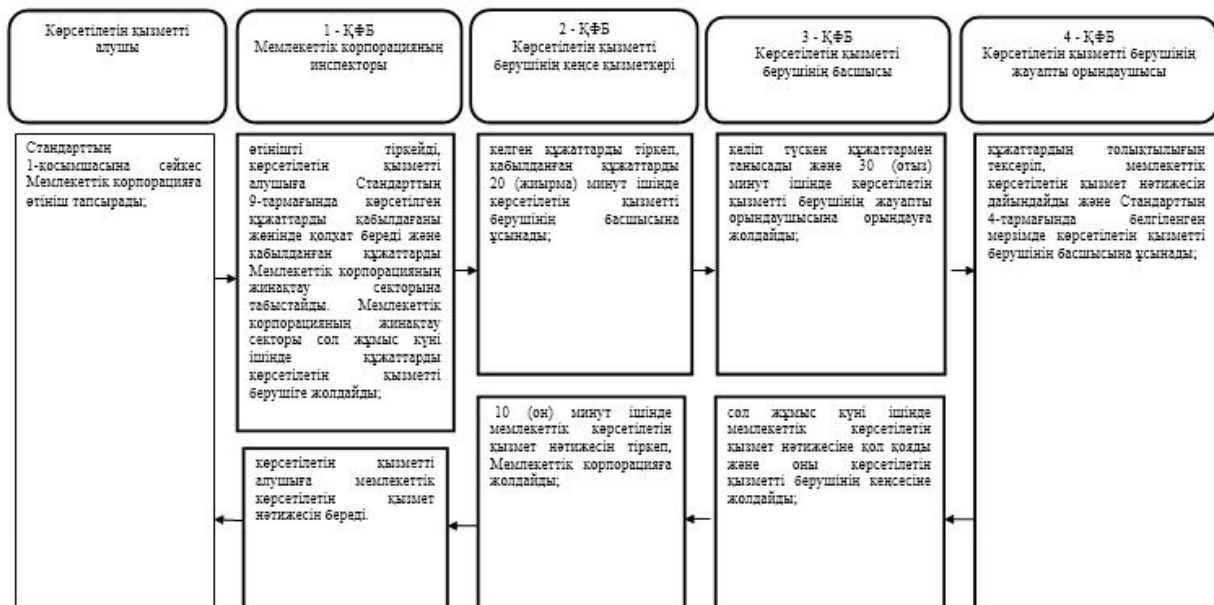 Көрсетілетін қызметті
алушы
1 - ҚФБ
Мемлекеттік корпорацияның
инспекторы
2 - ҚФБ
Көрсетілетін қызметті
берушінің кеңсе қызметкері
3 - ҚФБ
Көрсетілетін қызметті
берушінің басшысы
4 - ҚФБ
Көрсетілетін қызметті берушінің
жауапты орындаушысы
Стандарттың
1-қосымшасына сәйкес
Мемлекеттік корпорацияға
өтініш тапсырады;
өтінішті тіркейді,
көрсетілетін қызметті
алушыға Стандарттың
9-тармағында көрсетілген
құжаттарды қабылдағаны
жөнінде қолхат береді және
қабылданған құжаттарды
Мемлекеттік корпорацияның
жинақтау секторына
табыстайды. Мемлекеттік
корпорацияның жинақтау
секторы сол жұмыс күні
ішінде құжаттарды
көрсетілетін қызметті
берушіге жолдайды;
келген құжаттарды тіркеп,
қабылданған құжаттарды
20 (жиырма) минут ішінде
көрсетілетін қызметті
берушінің басшысына
ұсынады;
келіп түскен құжаттармен
танысады және 30 (отыз)
минут ішінде көрсетілетін
қызметті берушінің жауапты
орындаушысына орындауға
жолдайды;
құжаттардың толықтылығын
тексеріп, мемлекеттік
көрсетілетін қызмет нәтижесін
дайындайды және Стандарттың
4-тармағында белгіленген
мерзімде көрсетілетін қызметті
берушінің басшысына ұсынады;
көрсетілетін қызметті
алушыға мемлекеттік
көрсетілетін қызмет
нәтижесін береді.
10 (он) минут ішінде
мемлекеттік көрсетілетін
қызмет нәтижесін тіркеп,
Мемлекеттік корпорацияға
жолдайды;
сол жұмыс күні ішінде
мемлекеттік көрсетілетін
қызмет нәтижесіне қол қояды
және оны көрсетілетін
қызметті берушінің кеңсесіне
жолдайды;